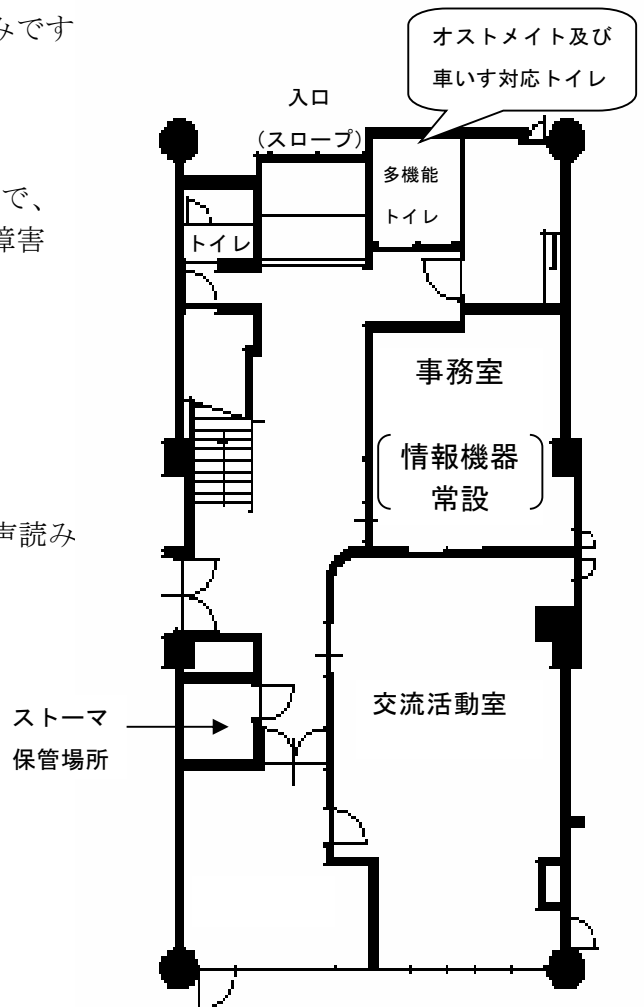 みです
で、
障害
声読み
オストメイト及び
車いす対応トイレ
入口
(スロープ)
多機能
トイレ
トイレ
事務室
情報機器
常設
交流活動室
ストーマ
保管場所